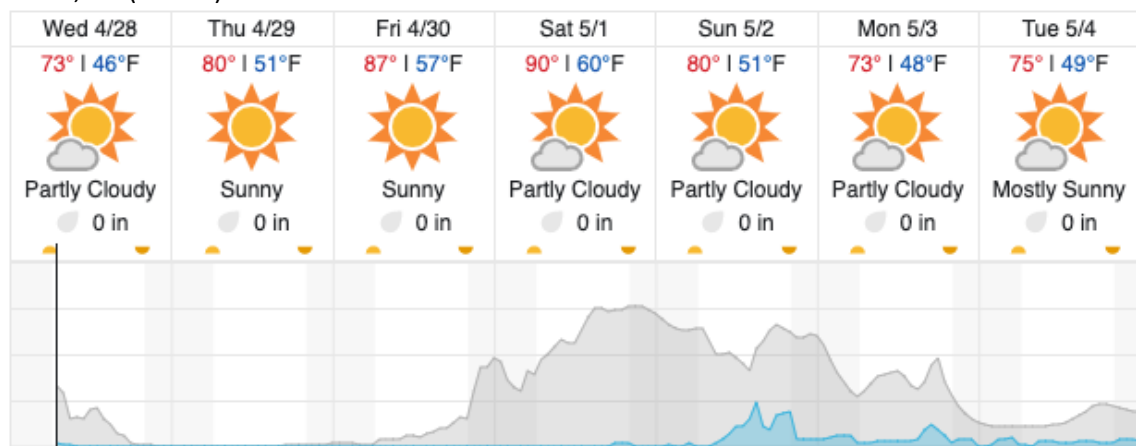 Wed 4/28 Thu 4/29 Fri 4/30 Sat 5/1 Sun 5/2 Mon 5/3 Tue 5/4
73° | 46°F 80° | 51°F 87° | 57°F 90° | 60°F 80° | 51°F 73° | 48°F 75° | 49°F
Partly Cloudy Sunny Sunny Partly Cloudy Partly Cloudy Partly Cloudy Mostly Sunny
0 in 0 in 0 in 0 in 0 in 0 in 0 in